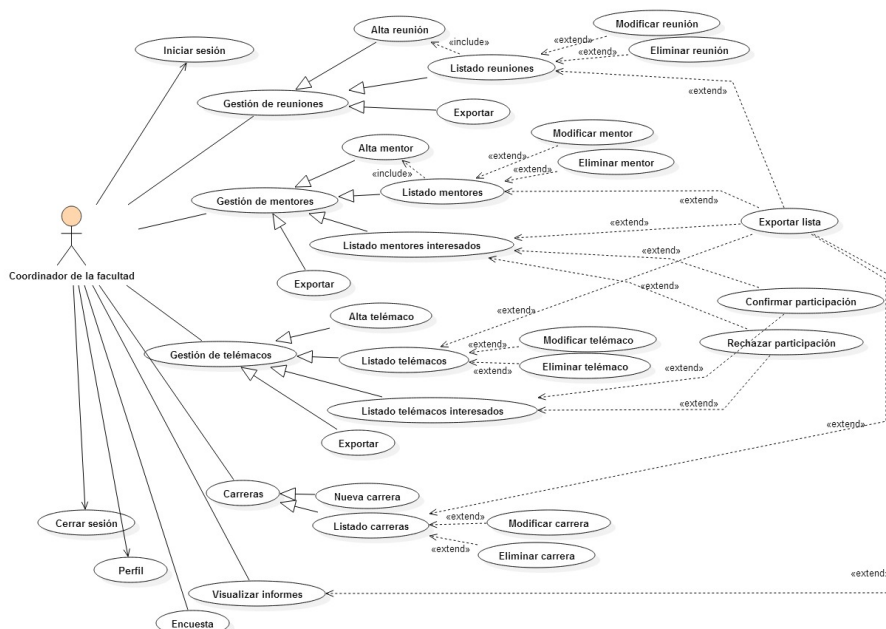 Alta reunión
Modificar reunión
Iniciar sesión
«include»
«extend»
«extend»
Eliminar reunión
Listado reuniones
«extend»
Gestión de reuniones
Exportar
Modificar mentor
Alta mentor
«extend»
Eliminar mentor
«include»
«extend»
Gestión de mentores
Listado mentores
«extend»
«extend»
Exportar lista
Listado mentores interesados
Coordinador de la facultad
Exportar
«extend»
Confirmar participación
Alta telémaco
«extend»
Modificar telémaco
Rechazar participación
«extend»
Gestión de telémacos
Listado telémacos
Eliminar telémaco
«extend»
«extend»
«extend»
Listado telémacos interesados
«extend»
Exportar
Carreras
Nueva carrera
Cerrar sesión
Listado carreras
«extend»
Modificar carrera
«extend»
Eliminar carrera
Perfil
«extend»
Visualizar informes
Encuesta